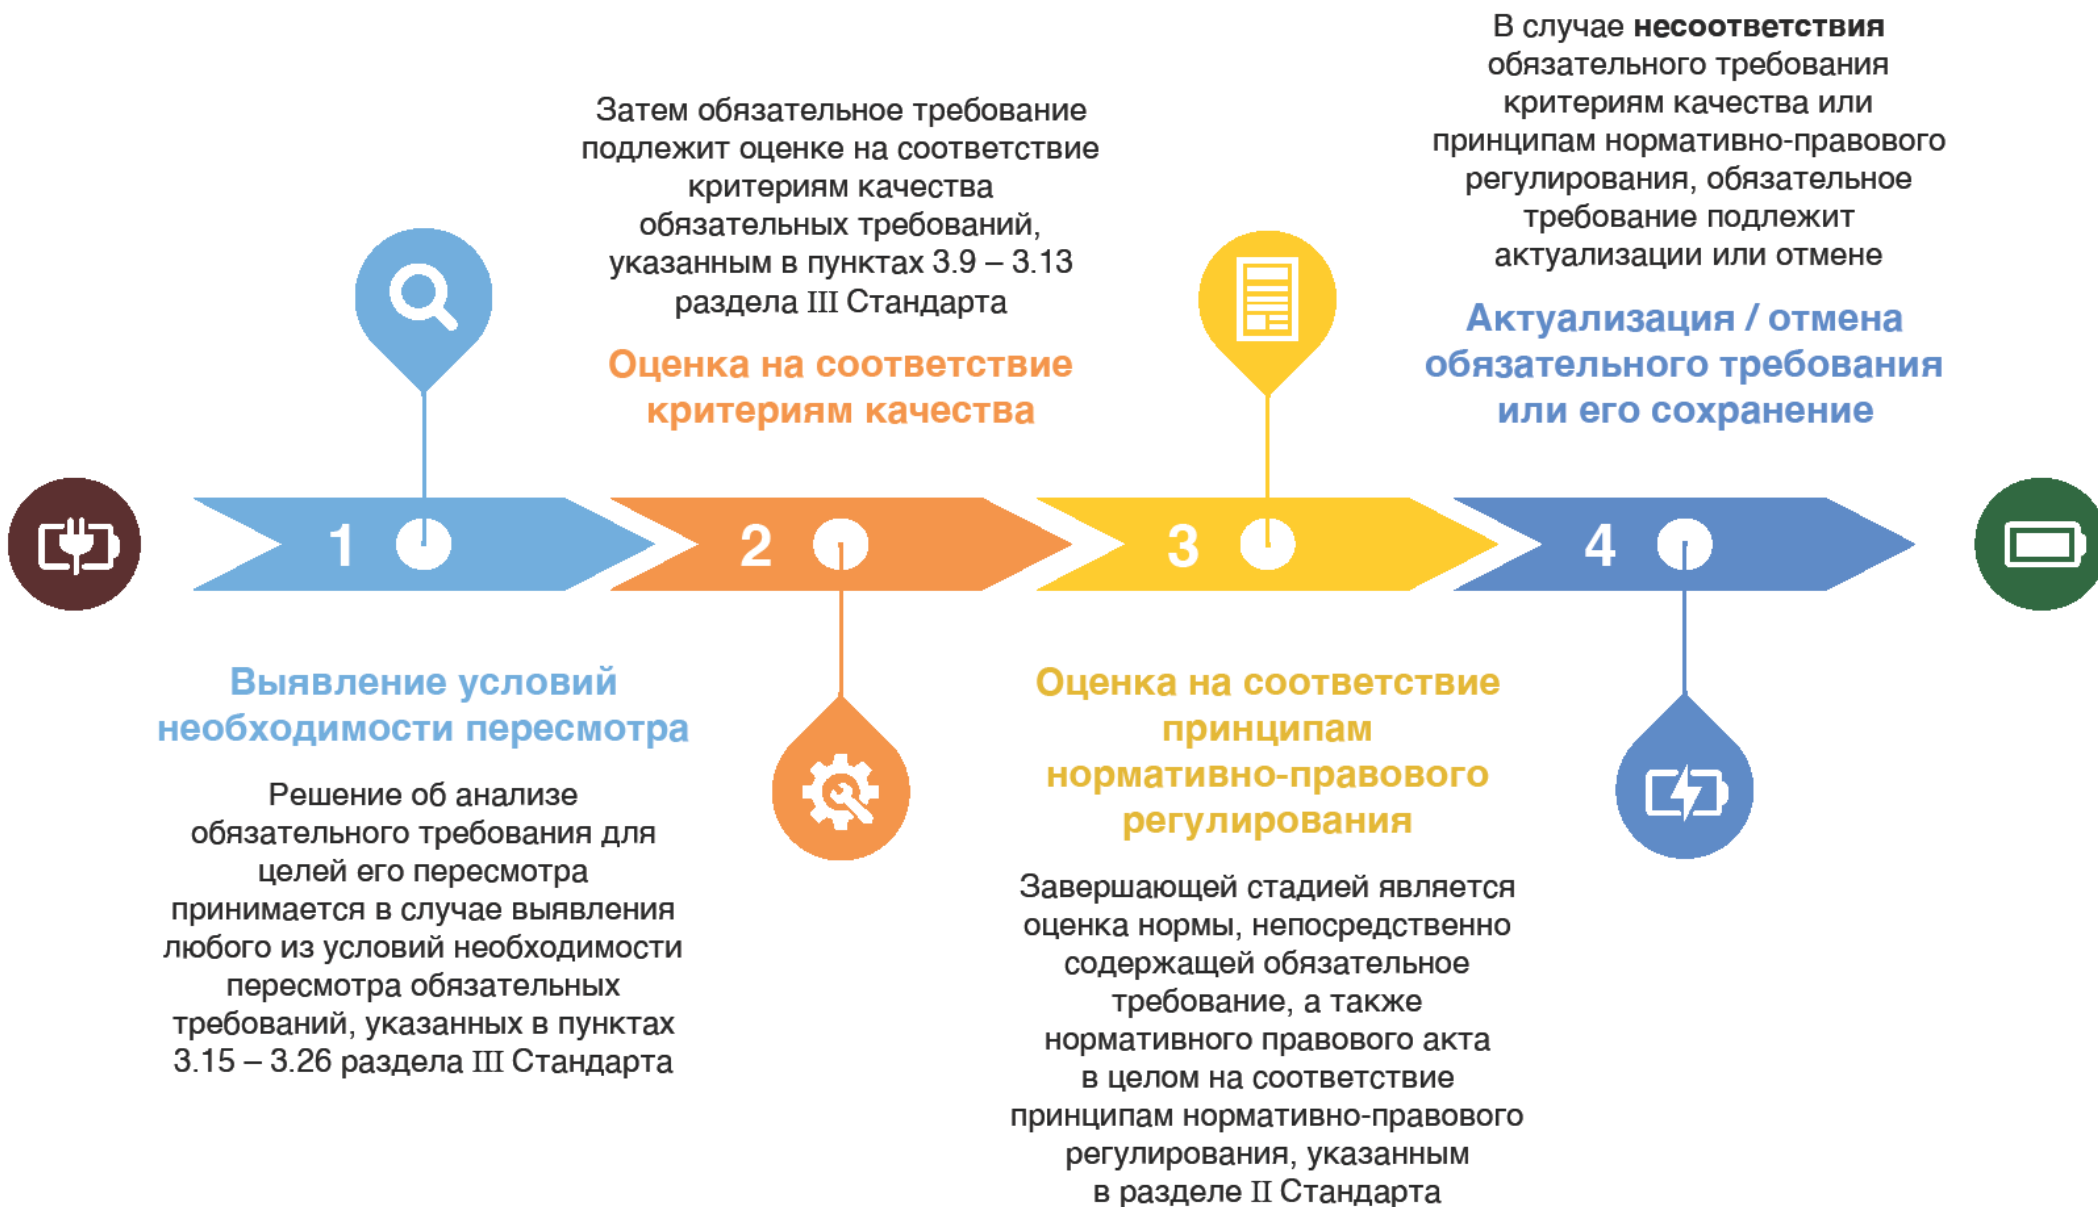 1
Выявление условий
необходимости пересмотра
Решение об анализе
обязательного требования для
целей его пересмотра
принимается в случае выявления
любого из условий необходимости
пересмотра обязательных
требований, указанных в пунктах
3.15 – 3.26 раздела III Стандарта
Затем обязательное требование
подлежит оценке на соответствие
критериям качества
обязательных требований,
указанным в пунктах 3.9 – 3.13
раздела III Стандарта
Оценка на соответствие
критериям качества
2
3
Оценка на соответствие
принципам
нормативно-правового
регулирования
Завершающей стадией является
оценка нормы, непосредственно
содержащей обязательное
требование, а также
нормативного правового акта
в целом на соответствие
принципам нормативно-правового
регулирования, указанным
в разделе II Стандарта
В случае несоответствия
обязательного требования
критериям качества или
принципам нормативно-правового
регулирования, обязательное
требование подлежит
актуализации или отмене
Актуализация / отмена
обязательного требования
или его сохранение
4